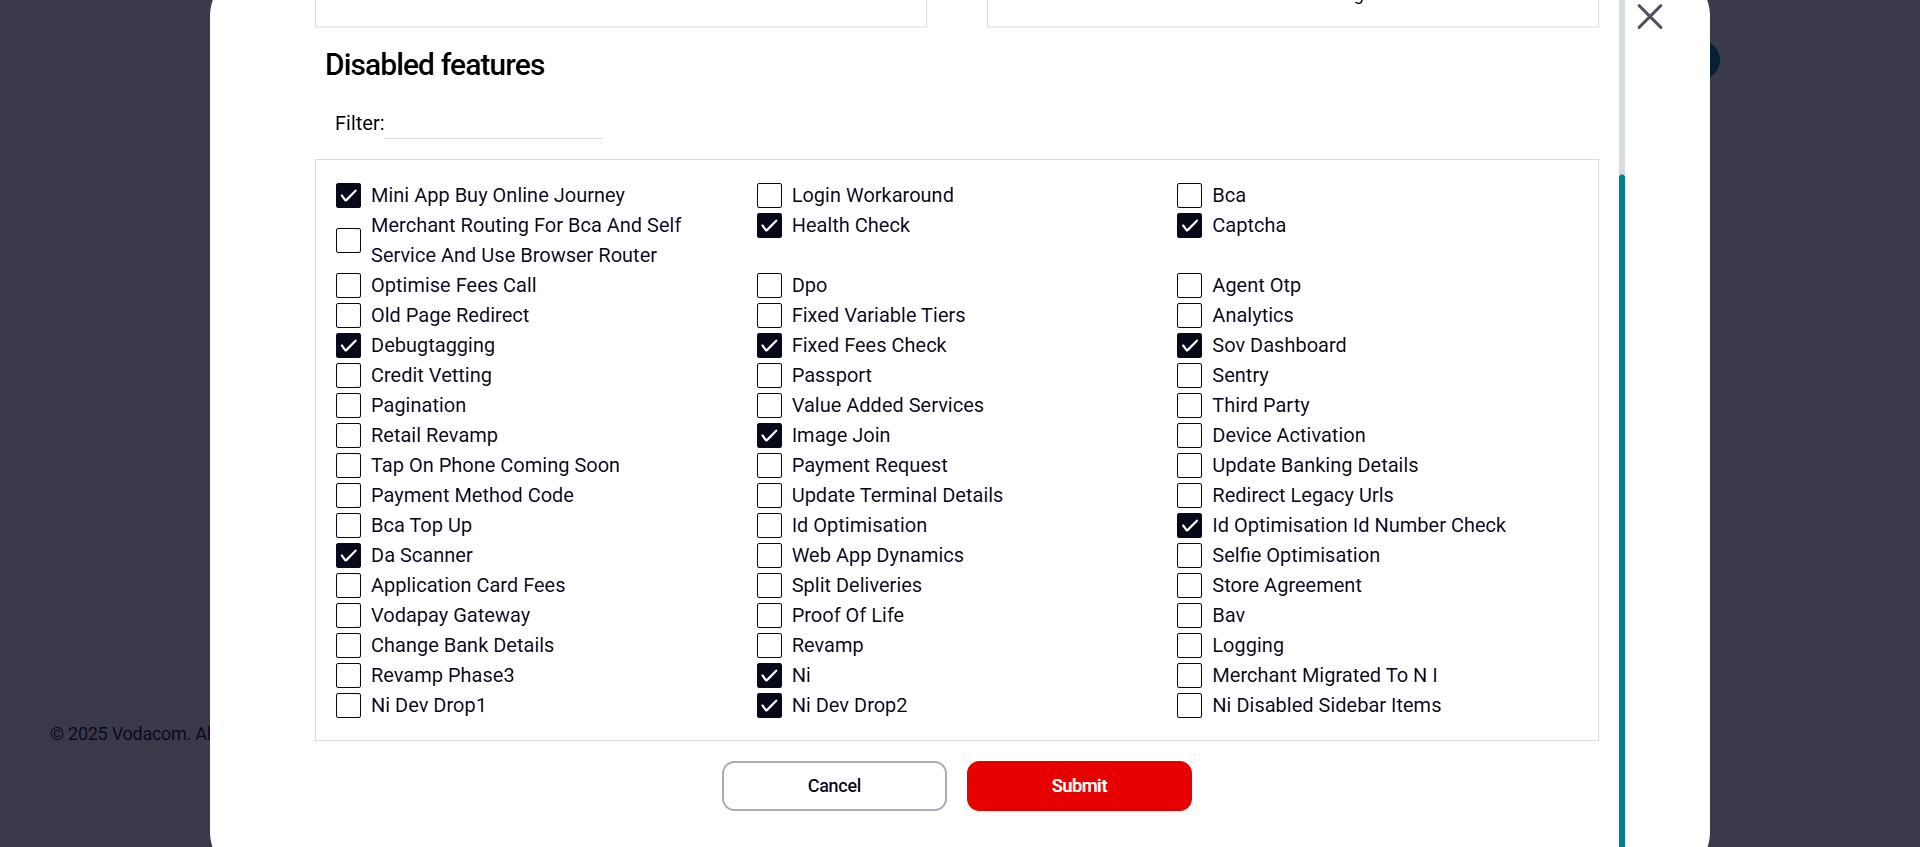 Disabled features
Filter:
Mini App Buy Online Journey
Login Workaround
Bca
Merchant Routing For Bca And Self
Service And Use Browser Router
Health Check
Captcha
Optimise Fees Call
Dpo
Agent Otp
Old Page Redirect
Fixed Variable Tiers
Analytics
Debugtagging
Fixed Fees Check
Sov Dashboard
Credit Vetting
Passport
Sentry
Pagination
Value Added Services
Third Party
Retail Revamp
Image Join
Device Activation
Tap On Phone Coming Soon
Payment Request
Update Banking Details
Payment Method Code
Update Terminal Details
Redirect Legacy Urls
Bca Top Up
Id Optimisation
Id Optimisation Id Number Check
Da Scanner
Web App Dynamics
Selfie Optimisation
Application Card Fees
Split Deliveries
Store Agreement
Vodapay Gateway
Proof Of Life
Bav
Change Bank Details
Revamp
Logging
Revamp Phase3
Ni
Merchant Migrated To N I
Ni Dev Drop1
Ni Dev Drop2
Ni Disabled Sidebar Items
© 2025 Vodacom. Al
Cancel
Submit